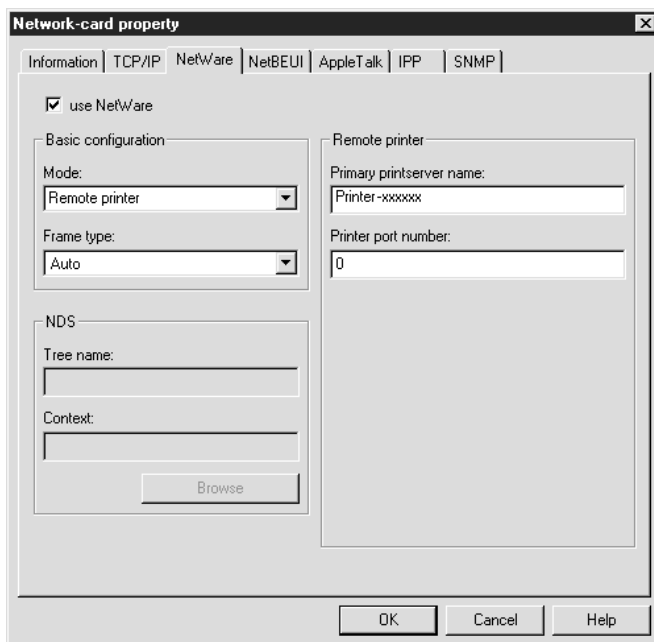 Network-card property
Information TCP/IP NetWare NetBEUI AppleTalk IPP SNMP
use NetWare
Basic configuration
Mode:
Remote printer
Frame type:
Auto
NDS
Tree name:
Context:
Browse
Remote printer
Primary printserver name:
Printer-xxxxxx
Printer port number:
0
OK Cancel Help